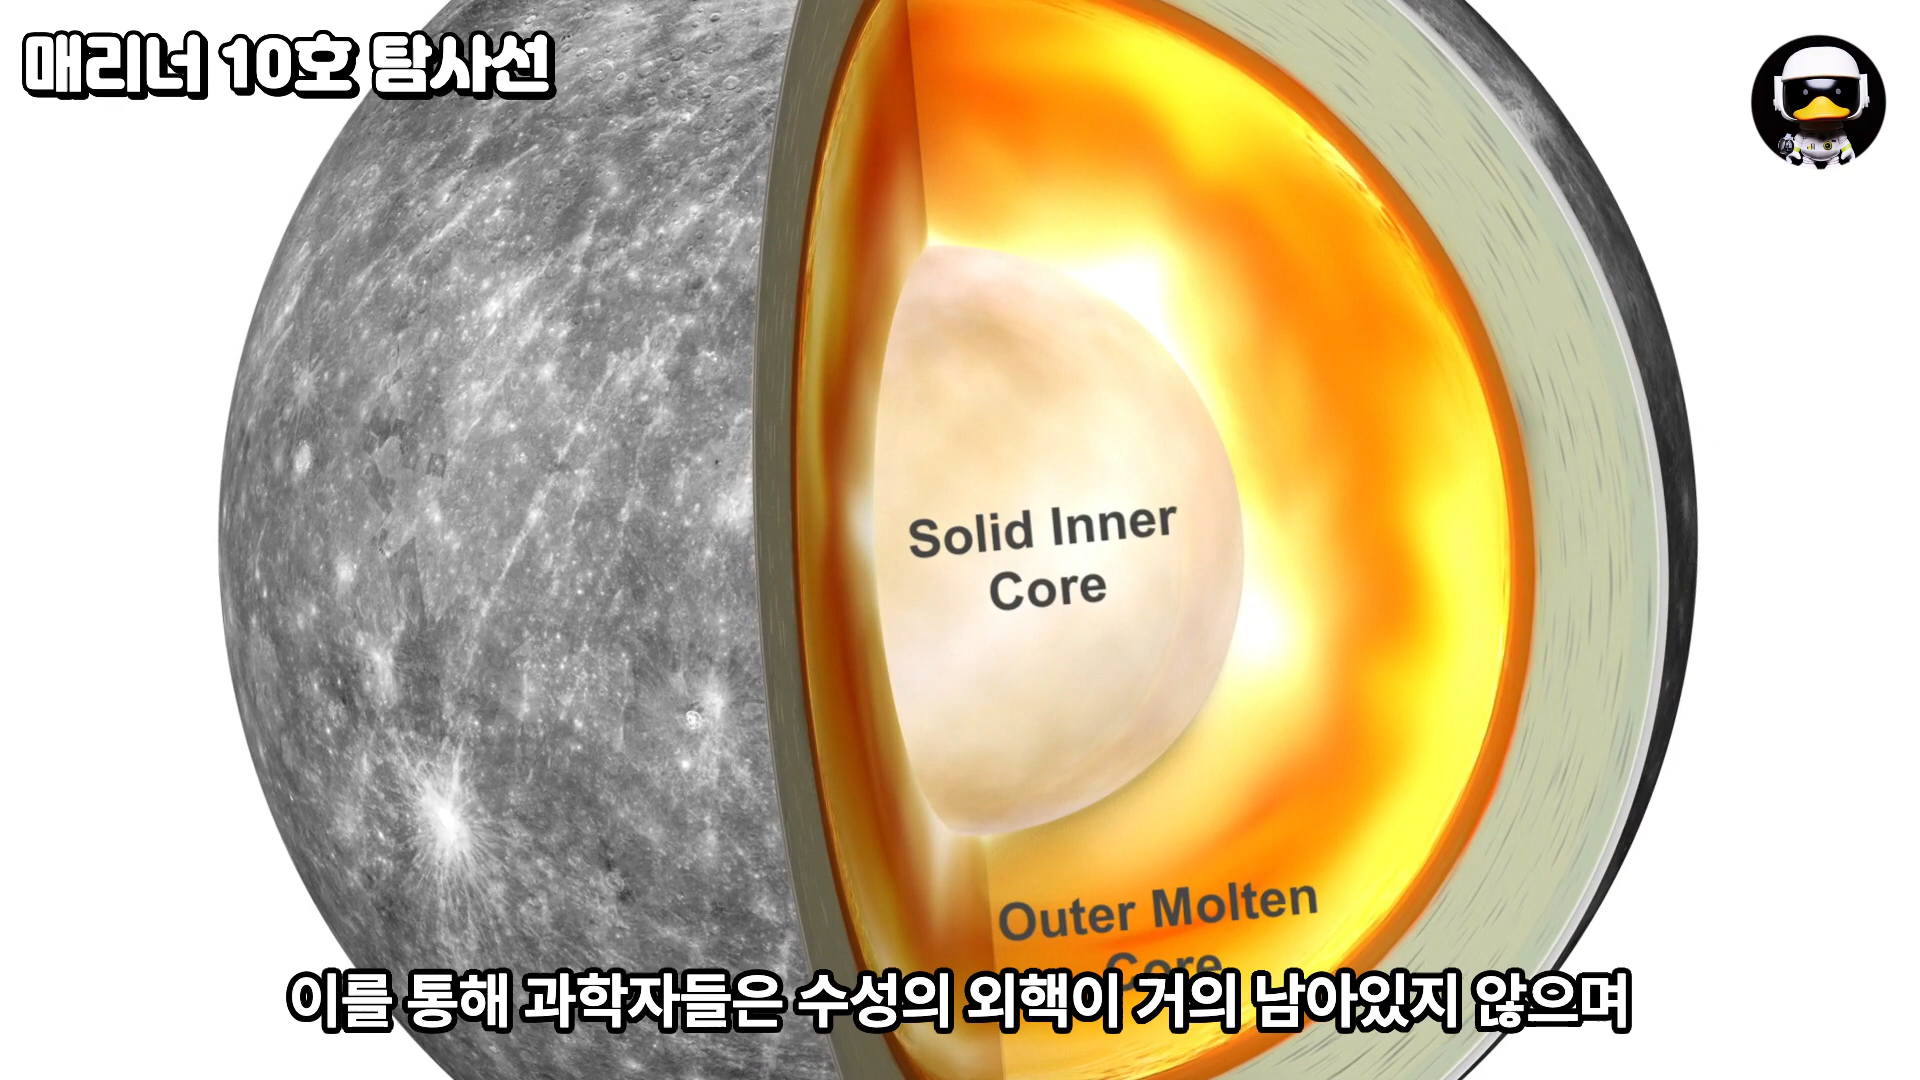 매리너 10호 탐사선
Solid Inner
Core
Outer Molten
Core
이를 통해 과학자들은 수성의 외핵이 거의 남아있지 않으며